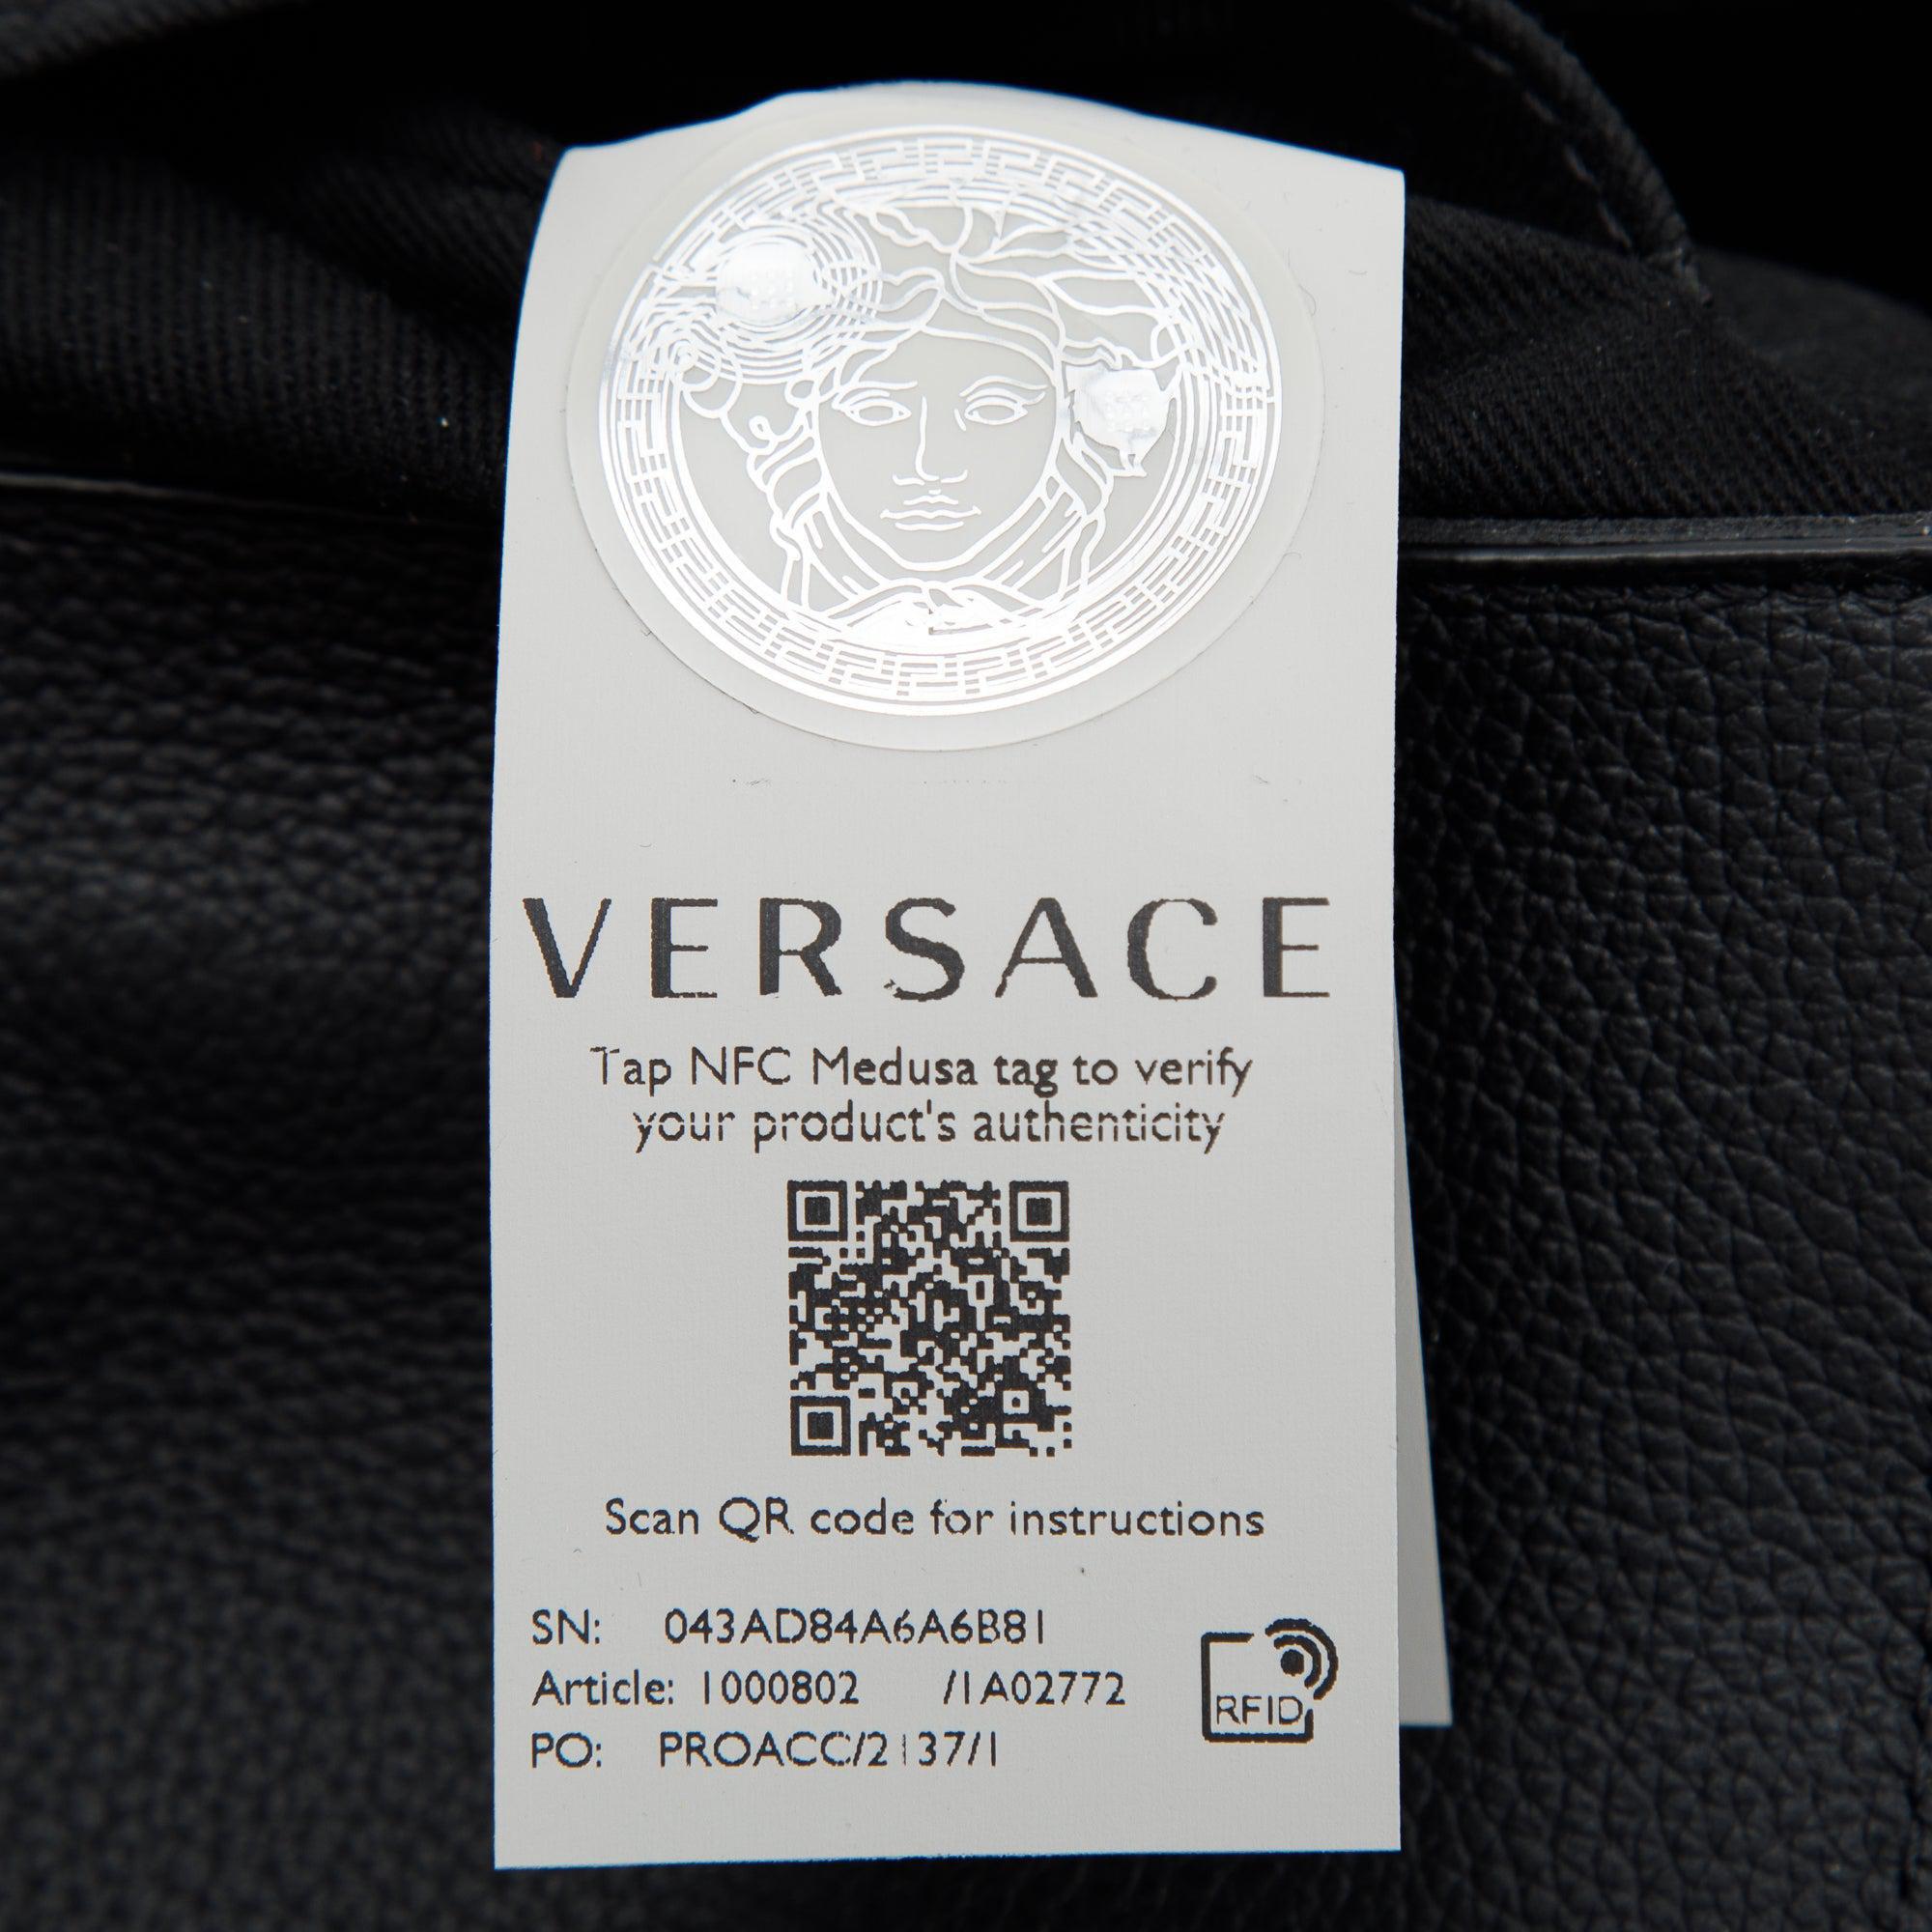 VERSACE
Tap NFC Medusa tag to verify
your product's authenticity
Scan QR code for instructions
SN: 043AD84A6A6B81
Article: 1000802 /1A02772
PO: PROACC/2137/1
RFID